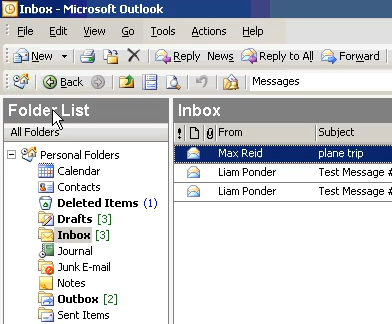 Inbox - Microsoft Outlook
File Edit View Go Tools Actions Help
New Reply News Reply to All Forward
Back Messages
Folder List
All Folders
Personal Folders
Calendar
Contacts
Deleted Items (1)
Drafts [3]
Inbox [3]
Journal
Junk E-mail
Notes
Outbox [2]
Sent Items
Inbox
! From Subject
Max Reid plane trip
Liam Ponder Test Message #
Liam Ponder Test Message #